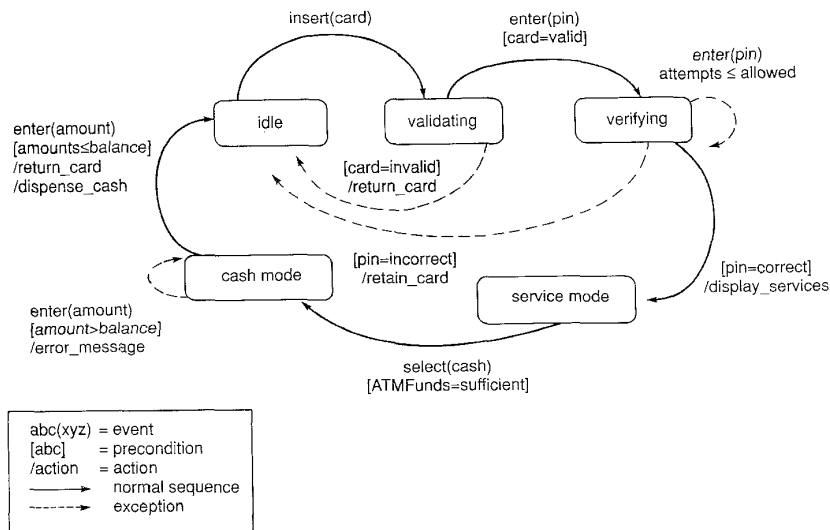 insert(card)
enter(pin)
[card=valid]
enter(pin)
attempts ≤ allowed
idle
validating
verifying
enter(amount)
[amounts≤balance]
/return_card
/dispense_cash
[card=invalid]
/return_card
cash mode
[pin=incorrect]
/retain_card
service mode
[pin=correct]
/display_services
enter(amount)
[amount>balance]
/error_message
select(cash)
[ATMFunds=sufficient]
abc(xyz) = event
[abc] = precondition
/action = action
normal sequence
exception